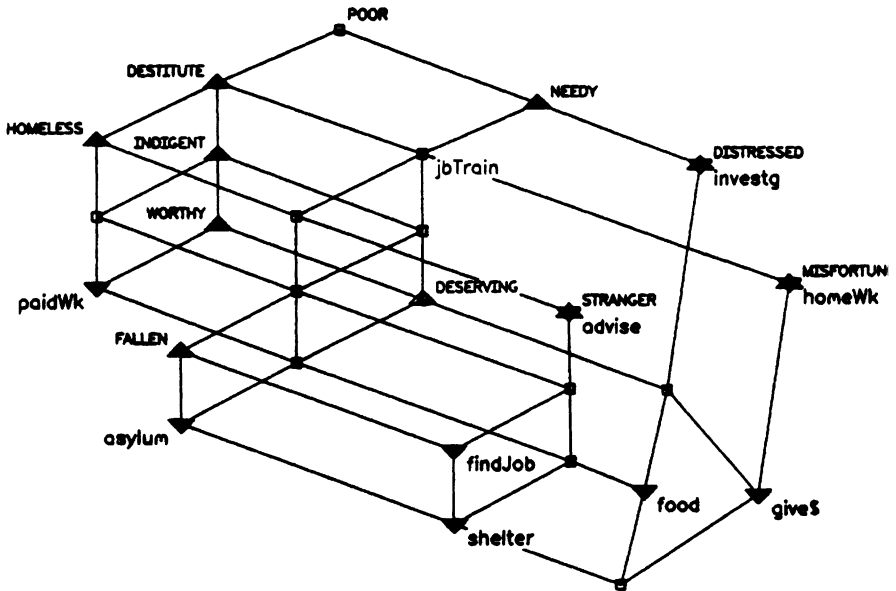 POOR
DESTITUTE
NEEDY
HOMELESS
INDIGENT
DISTRESSED
jbTrain
investg
WORTHY
MISFORTUN
DESERVING
STRANGER
homeWk
paidWk
advise
FALLEN
asylum
findJob
food
give$
shelter